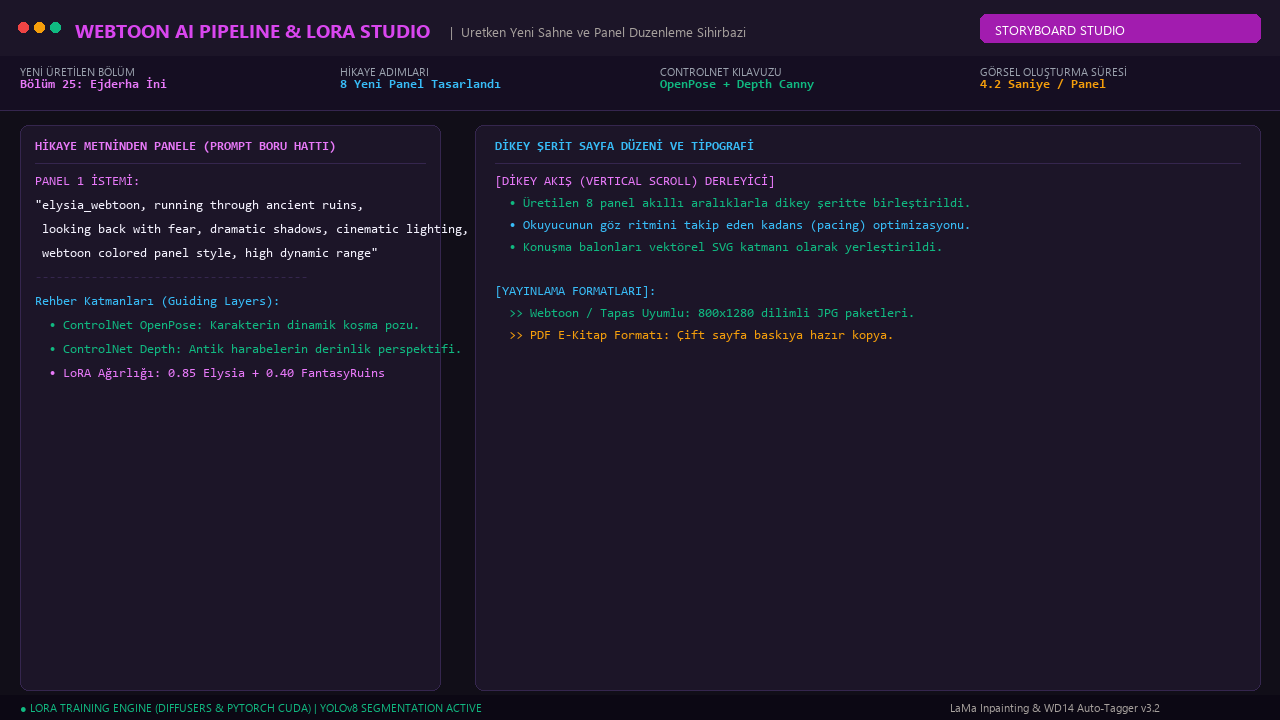 WEBTOON AI PIPELINE & LORA STUDIO
| Uretken Yeni Sahne ve Panel Duzenleme Sihirbazi
STORYBOARD STUDIO
YENİ ÜRETİLEN BÖLÜM
Bölüm 25: Ejderha İni
HİKAYE ADIMLARI
8 Yeni Panel Tasarlandı
CONTROLNET KILAVUZU
OpenPose + Depth Canny
GÖRSEL OLUŞTURMA SÜRESİ
4.2 Saniye / Panel
HİKAYE METNİNDEN PANELE (PROMPT BORU HATTI)
PANEL 1 İSTEMİ:
"elysia_webtoon, running through ancient ruins,
looking back with fear, dramatic shadows, cinematic lighting,
webtoon colored panel style, high dynamic range"
---------------------------------------
Rehber Katmanları (Guiding Layers):
• ControlNet OpenPose: Karakterin dinamik koşma pozu.
• ControlNet Depth: Antik harabelerin derinlik perspektifi.
• LoRA Ağırlığı: 0.85 Elysia + 0.40 FantasyRuins
DİKEY ŞERİT SAYFA DÜZENİ VE TİPOGRAFİ
[DİKEY AKIŞ (VERTICAL SCROLL) DERLEYİCİ]
• Üretilen 8 panel akıllı aralıklarla dikey şeritte birleştirildi.
• Okuyucunun göz ritmini takip eden kadans (pacing) optimizasyonu.
• Konuşma balonları vektörel SVG katmanı olarak yerleştirildi.
[YAYINLAMA FORMATLARI]:
>> Webtoon / Tapas Uyumlu: 800x1280 dilimli JPG paketleri.
>> PDF E-Kitap Formatı: Çift sayfa baskıya hazır kopya.
● LORA TRAINING ENGINE (DIFFUSERS & PYTORCH CUDA) | YOLOv8 SEGMENTATION ACTIVE
LaMa Inpainting & WD14 Auto-Tagger v3.2